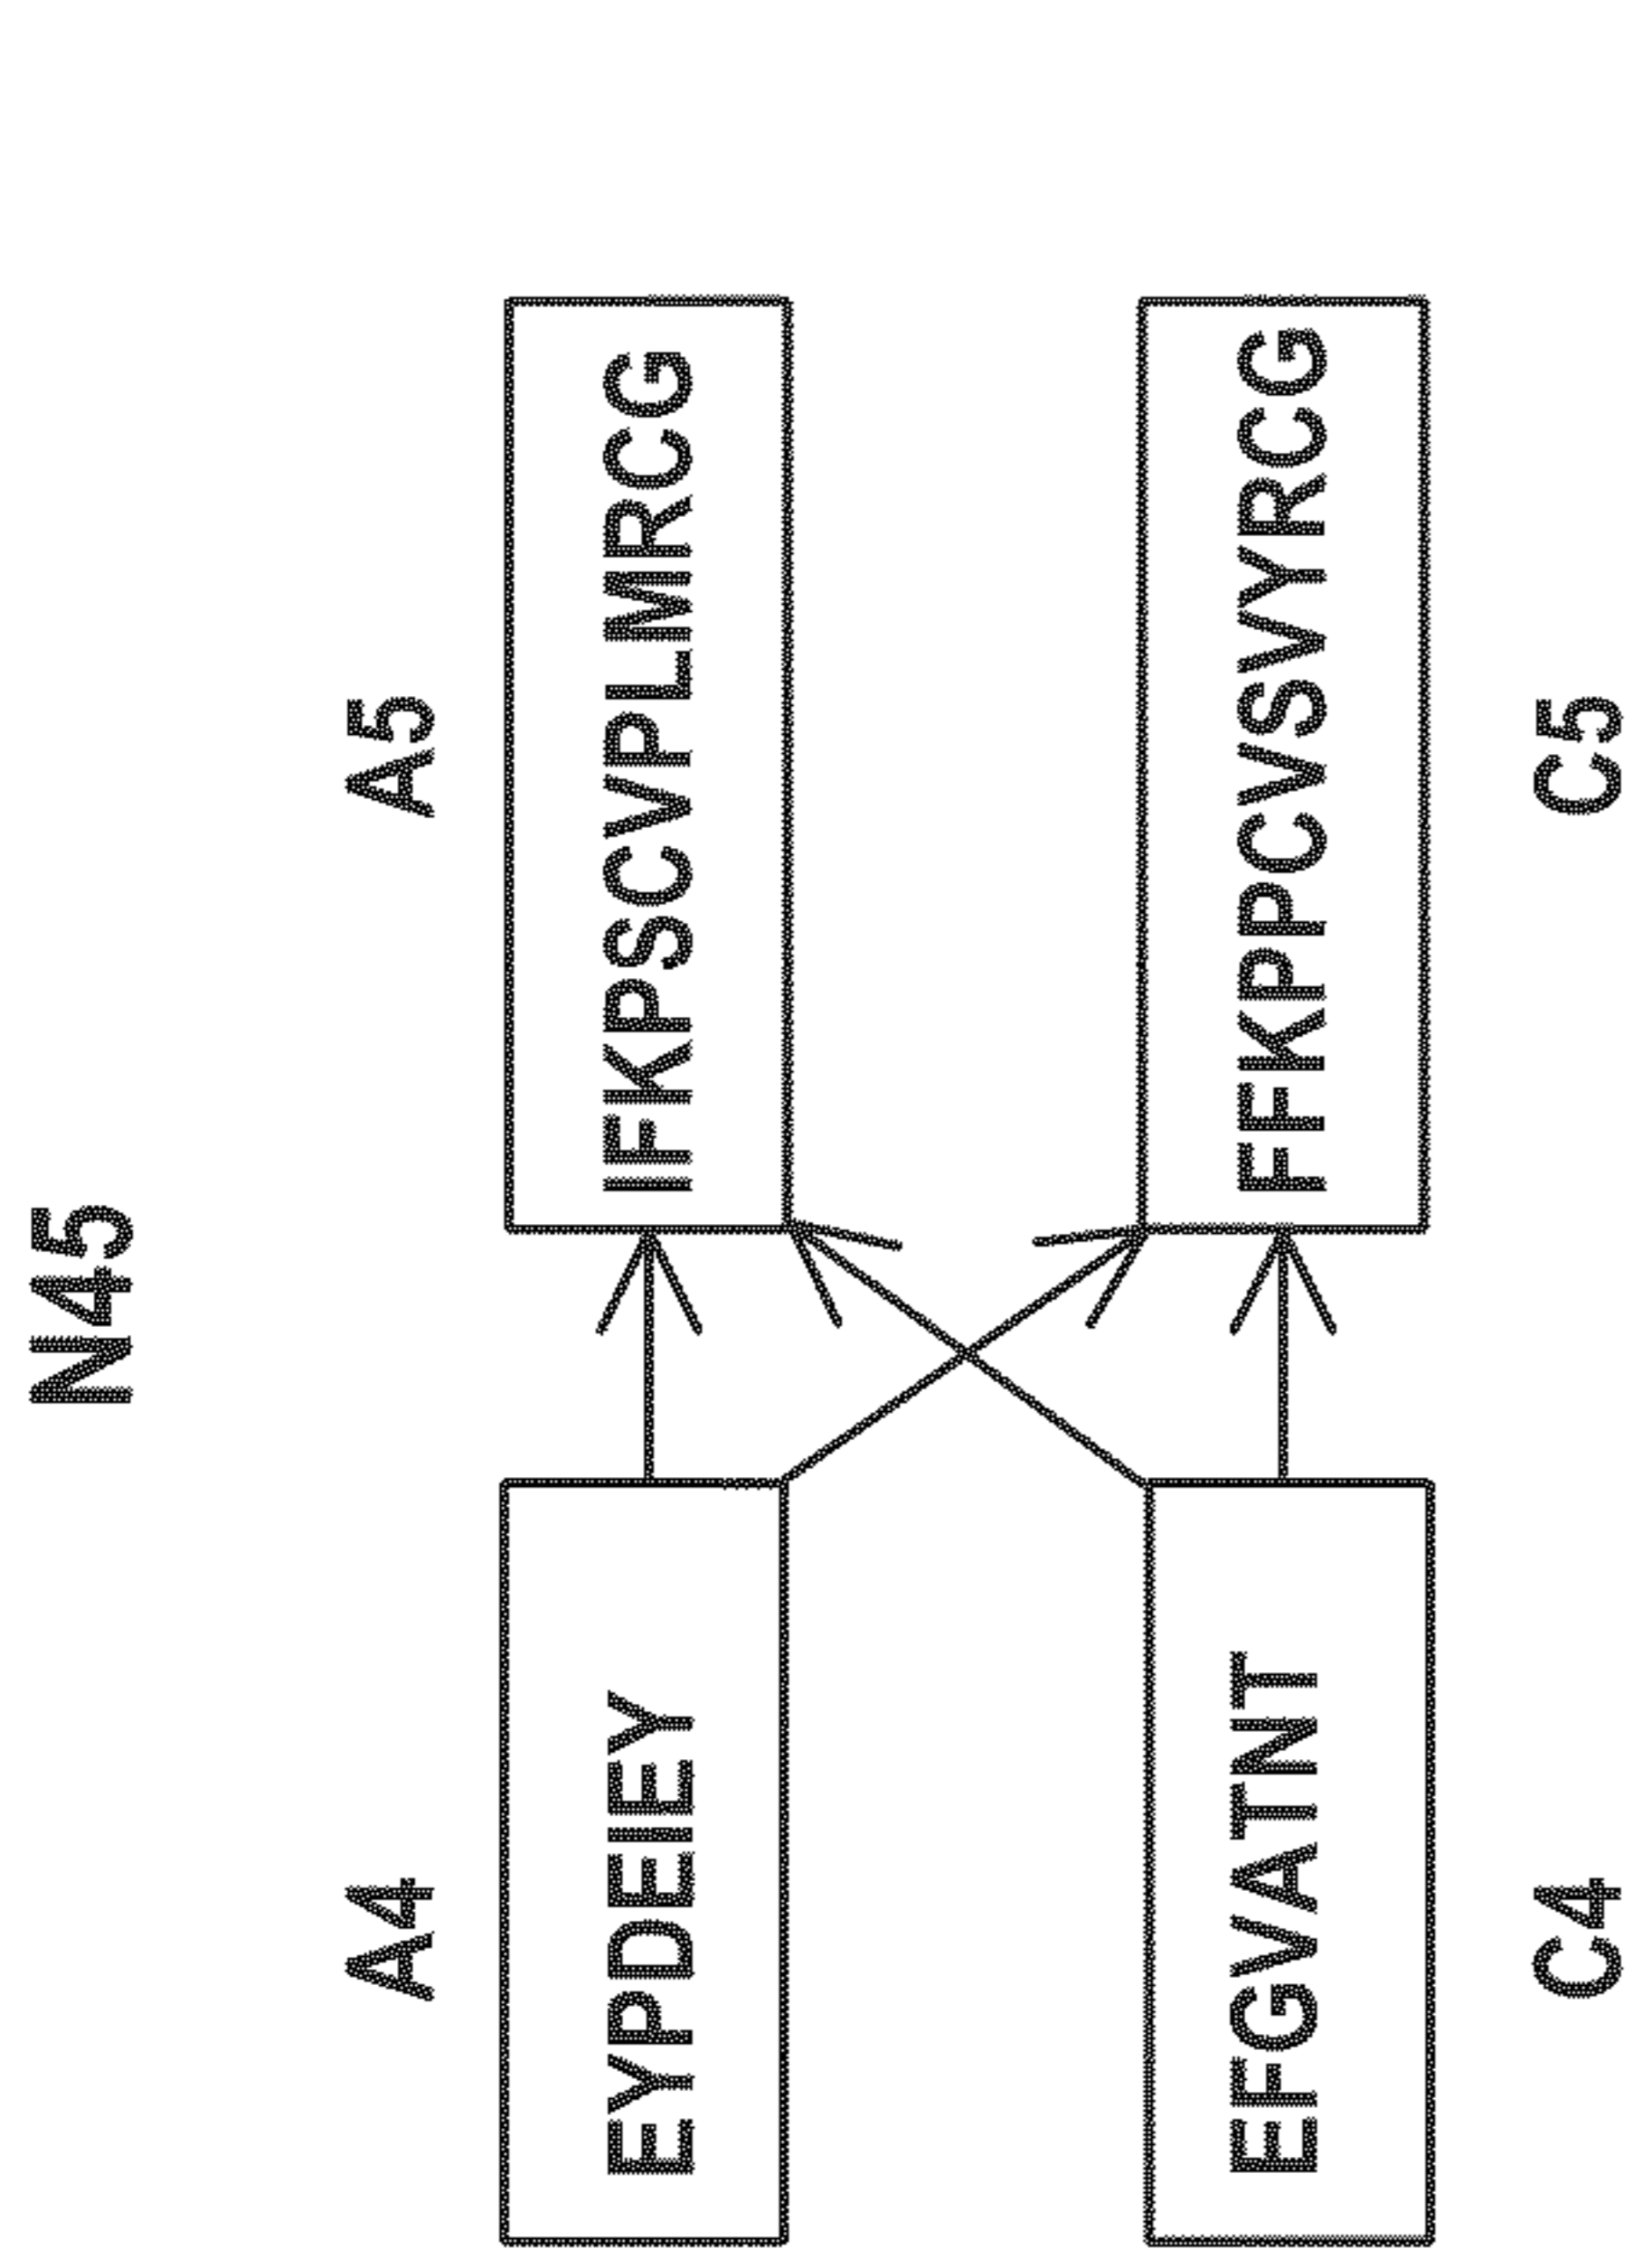 N45
A4
A5
EYPDEIEY
IFKPSCVPLMRCG
EFGVATNT
FFKPPCVSVYRCG
C4
C5